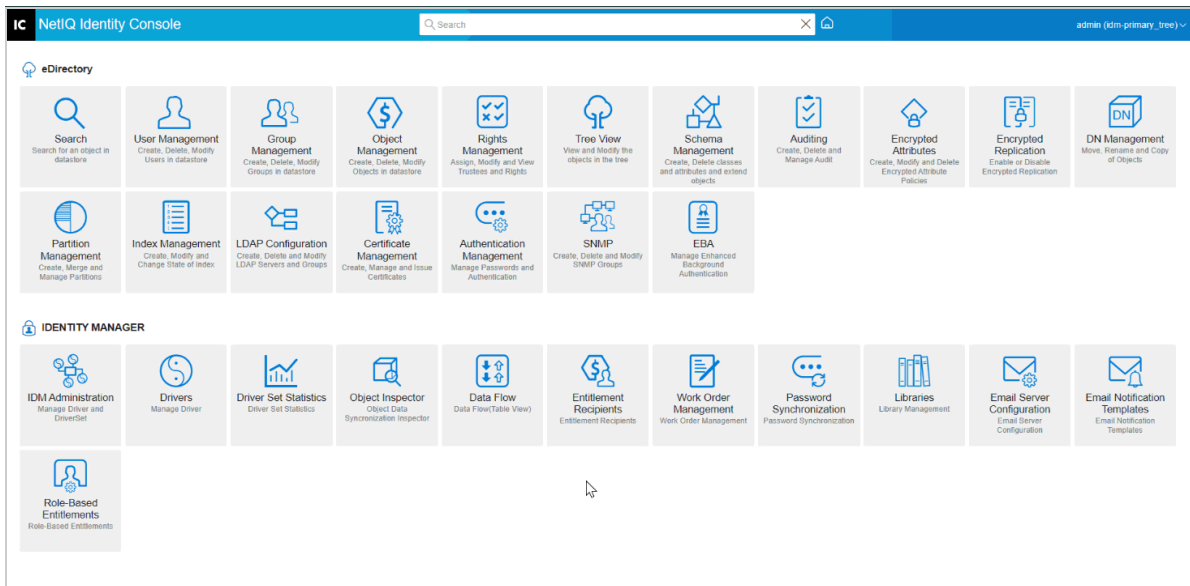 IC NetIQ Identity Console
Search
admin (idm-primary_tree)
eDirectory
Search
Search for an object in
datastore
User Management
Create, Delete, Modify
Users in datastore
Group
Management
Create, Delete, Modify
Groups in datastore
Object
Management
Create, Delete, Modify
Objects in datastore
Rights
Management
Assign, Modify and View
Trustees and Rights
Tree View
View and Modify the
objects in the tree
Schema
Management
Create, Delete classes
and attributes and extend
objects
Auditing
Create, Delete and
Manage Audit
Encrypted
Attributes
Create, Modify and Delete
Encrypted Attribute
Policies
Encrypted
Replication
Enable or Disable
Encrypted Replication
DN
DN Management
Move, Rename and Copy
of Objects
Partition
Management
Create, Merge and
Manage Partitions
Index Management
Create, Modify and
Change State of Index
LDAP Configuration
Create, Delete and Modify
LDAP Servers and Groups
Certificate
Management
Create, Manage and Issue
Certificates
Authentication
Management
Manage Passwords and
Authentication
SNMP
Create, Delete and Modify
SNMP Groups
EBA
Manage Enhanced
Background
Authentication
IDENTITY MANAGER
IDM Administration
Manage Driver and
DriverSet
Drivers
Manage Driver
Driver Set Statistics
Driver Set Statistics
Object Inspector
Object Data
Syncronization Inspector
Data Flow
Data Flow(Table View)
Entitlement
Recipients
Entitlement Recipients
Work Order
Management
Work Order Management
Password
Synchronization
Password Synchronization
Libraries
Library Management
Email Server
Configuration
Email Server
Configuration
Email Notification
Templates
Email Notification
Templates
Role-Based
Entitlements
Role-Based Entitlements